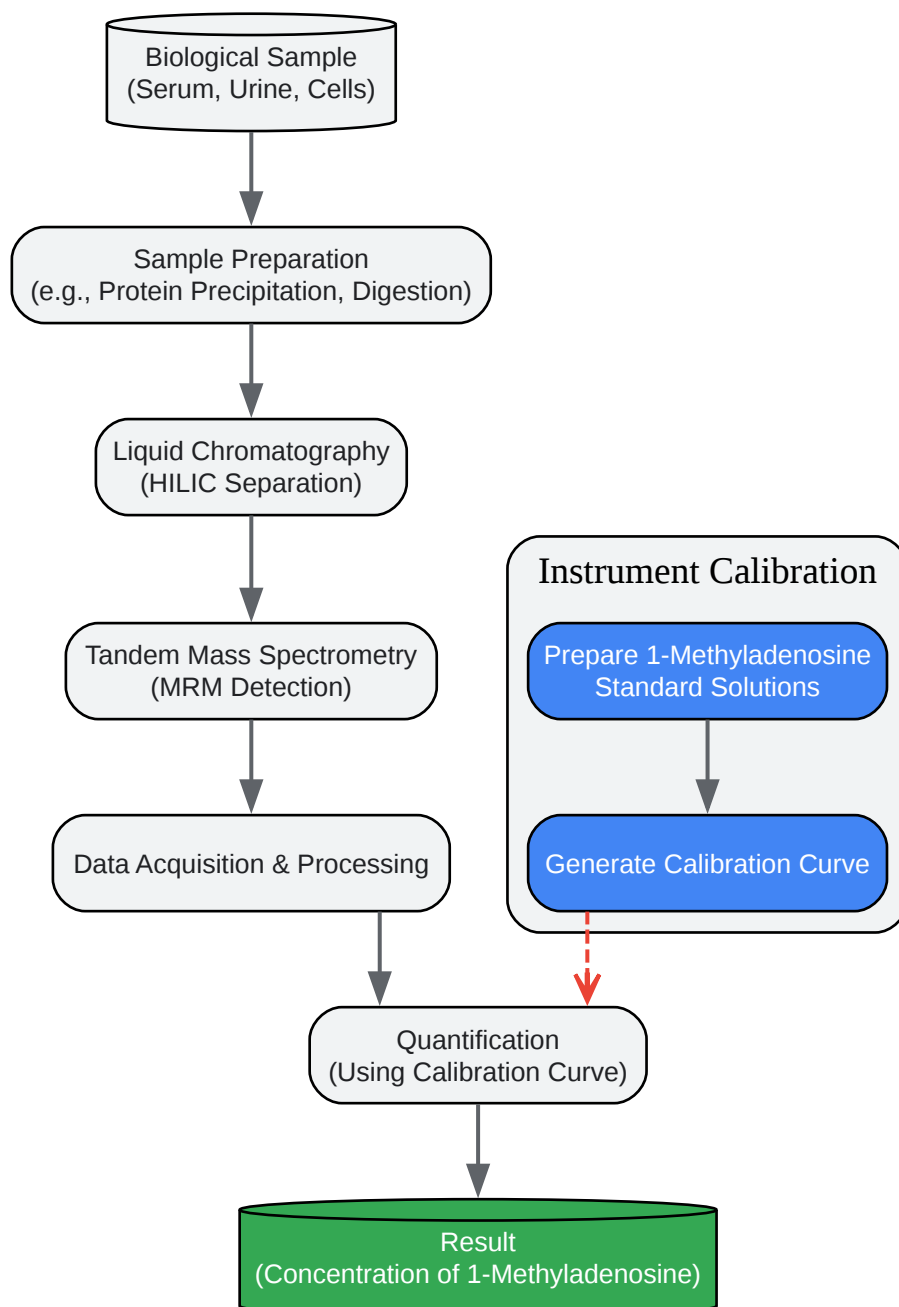 Biological Sample
(Serum, Urine, Cells)
Sample Preparation
(e.g., Protein Precipitation, Digestion)
Liquid Chromatography
(HILIC Separation)
Tandem Mass Spectrometry
(MRM Detection)
Data Acquisition & Processing
Instrument Calibration
Prepare 1-Methyladenosine
Standard Solutions
Generate Calibration Curve
Quantification
(Using Calibration Curve)
Result
(Concentration of 1-Methyladenosine)